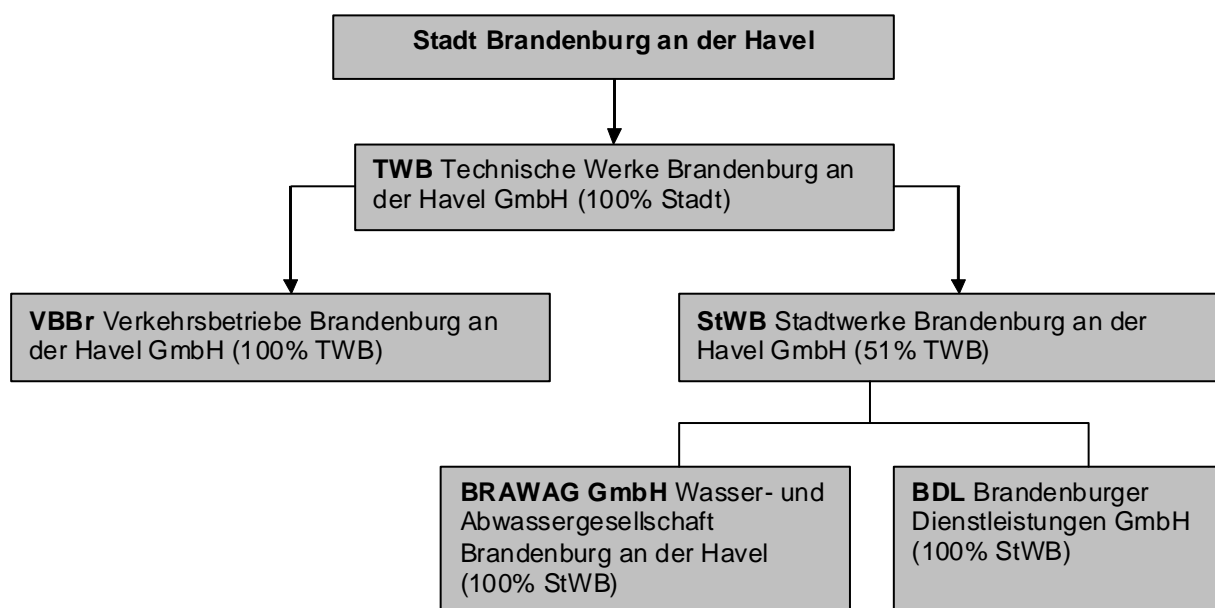 Stadt Brandenburg an der Havel
TWB Technische Werke Brandenburg an
der Havel GmbH (100% Stadt)
VBBr Verkehrsbetriebe Brandenburg an
der Havel GmbH (100% TWB)
StWB Stadtwerke Brandenburg an der
Havel GmbH (51% TWB)
BRAWAG GmbH Wasser- und
Abwassergesellschaft
Brandenburg an der Havel
(100% StWB)
BDL Brandenburger
Dienstleistungen GmbH
(100% StWB)